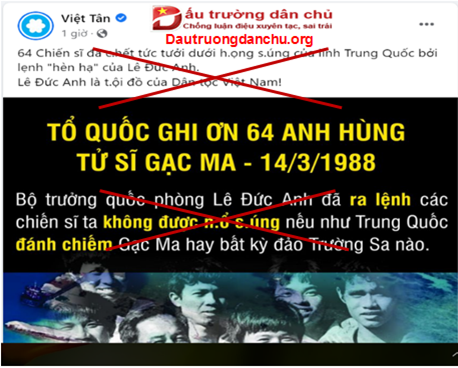 Việt Tân
1 giờ ·
ấu trường dân chủ
Chống luận điệu xuyên tạc, sai trái
Dautruongdanchu.org
64 Chiến sĩ đã c.hết tức tưởi dưới h.ọng s.úng của lính Trung Quốc bởi
lệnh "hèn hạ" của Lê Đức Anh.
Lê Đức Anh là t.ội đồ của Dân tộc Việt Nam!
TỔ QUỐC GHI ƠN 64 ANH HÙNG
TỬ SĨ GẠC MA - 14/3/1988
Bộ trưởng quốc phòng Lê Đức Anh đã ra lệnh các
chiến sĩ ta không được n.ổ s.úng nếu như Trung Quốc
đánh chiếm Gạc Ma hay bất kỳ đảo Trường Sa nào.